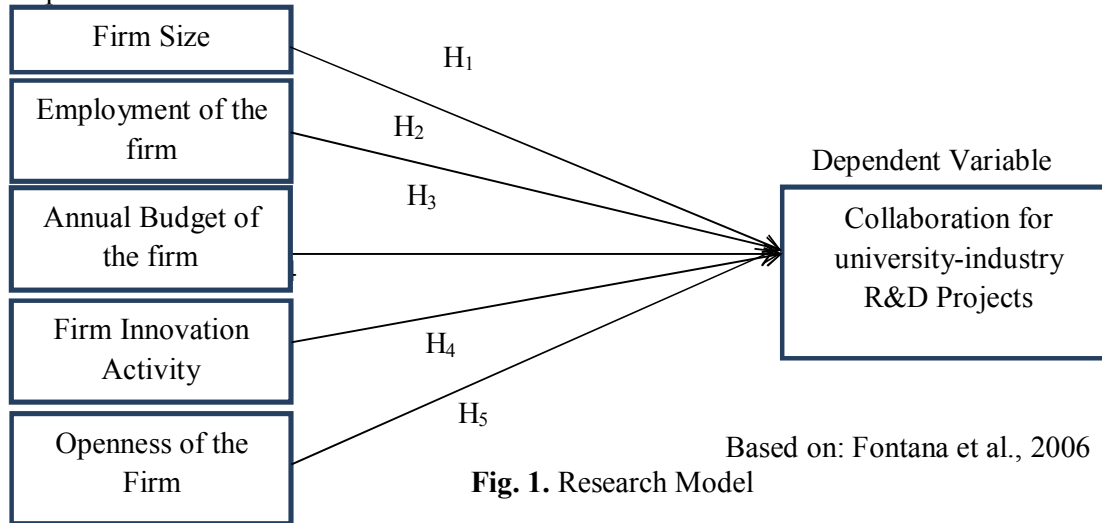 Firm Size
H₁
Employment of the
firm
H₂
Dependent Variable
Annual Budget of
the firm
H₃
Collaboration for
university-industry
R&D Projects
Firm Innovation
Activity
H₄
Openness of the
Firm
H₅
Based on: Fontana et al., 2006
Fig. 1. Research Model